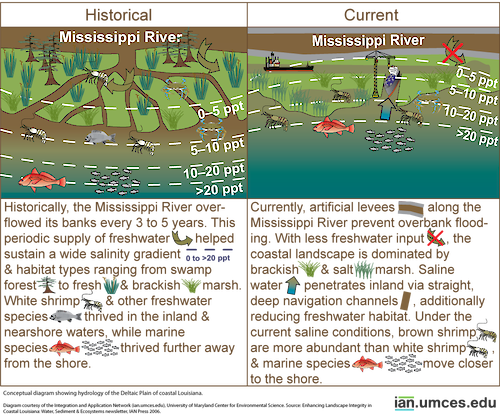 Historical
Mississippi River
0–5 ppt
5–10 ppt
10–20 ppt
>20 ppt
Historically, the Mississippi River over-
flowed its banks every 3 to 5 years. This
periodic supply of freshwater helped
sustain a wide salinity gradient 0 to >20 ppt
& habitat types ranging from swamp
forest to fresh & brackish marsh.
White shrimp & other freshwater
species thrived in the inland &
nearshore waters, while marine
species thrived further away
from the shore.
Current
Mississippi River
0–5 ppt
5–10 ppt
10–20 ppt
>20 ppt
Currently, artificial levees along the
Mississippi River prevent overbank flood-
ing. With less freshwater input, the
coastal landscape is dominated by
brackish & salt marsh. Saline
water penetrates inland via straight,
deep navigation channels, additionally
reducing freshwater habitat. Under the
current saline conditions, brown shrimp
are more abundant than white shrimp,
& marine species move closer
to the shore.
Conceptual diagram showing hydrology of the Deltaic Plain of coastal Louisiana.
Diagram courtesy of the Integration and Application Network (ian.umces.edu), University of Maryland Center for Environmental Science. Source: Enhancing Landscape Integrity in
Coastal Louisiana: Water, Sediment & Ecosystems newsletter, IAN Press 2006.
ian.umces.edu